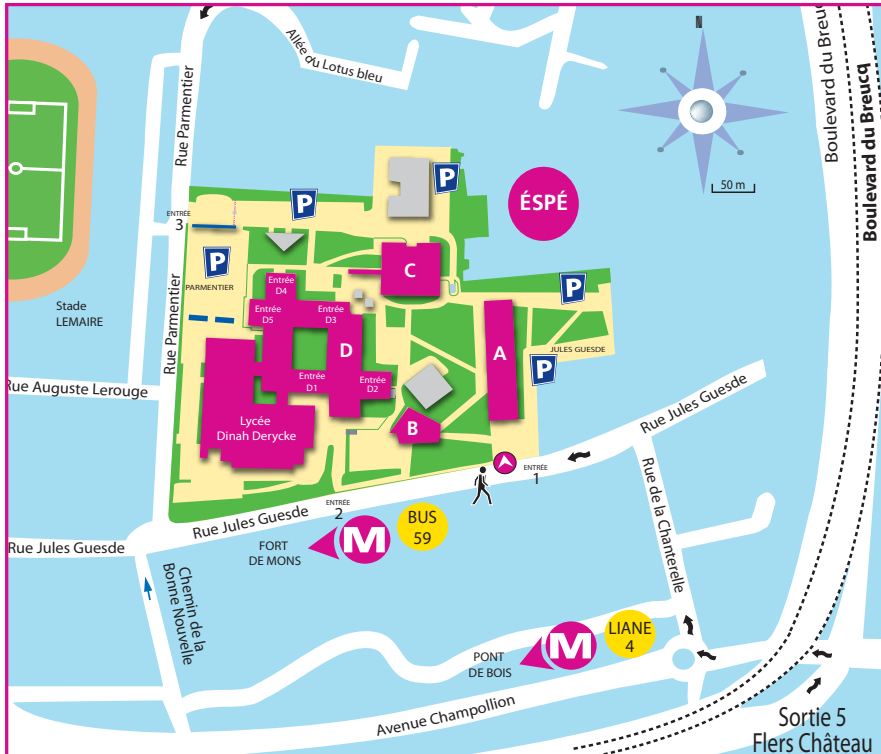 N
Allée du Lotus bleu
Boulevard du Breucq
Rue Parmentier
50 m
P
ÉSPÉ
P
ENTRÉE
3
P
C
Entrée
D4
PARMENTIER
P
Stade
LEMAIRE
Entrée
D5
Entrée
D3
A
JULES GUESDE
D
P
Rue Parmentier
Entrée
D1
Entrée
D2
Rue Auguste Lerouge
Lycée
Dinah Derycke
B
Rue Jules Guesde
ENTRÉE
1
Rue de la Chanterelle
ENTRÉE
2
Rue Jules Guesde
BUS
59
M
FORT
DE MONS
Rue Jules Guesde
Chemin de la
Bonne Nouvelle
LIANE
4
M
PONT
DE BOIS
Avenue Champollion
Sortie 5
Flers Château